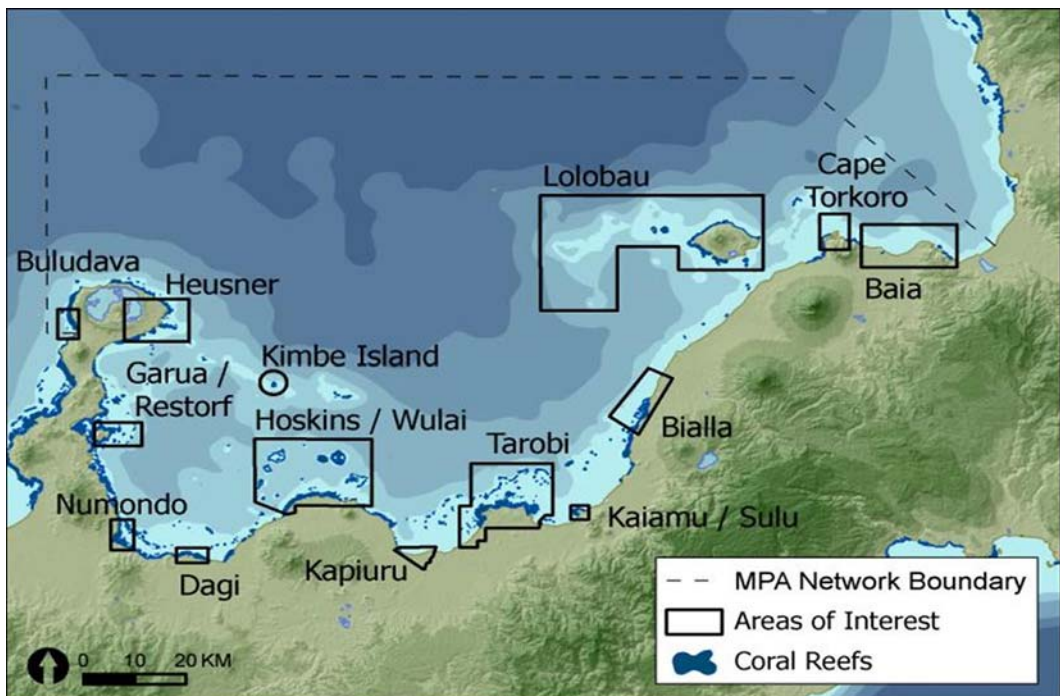 Cape
Torkoro
Lolobau
Buludava
Heusner
Baia
Kimbe Island
Garua /
Restorf
Hoskins / Wulai
Tarobi
Bialla
Numondo
Kaiamu / Sulu
Kapiuru
Dagi
MPA Network Boundary
Areas of Interest
Coral Reefs
0 10 20 KM